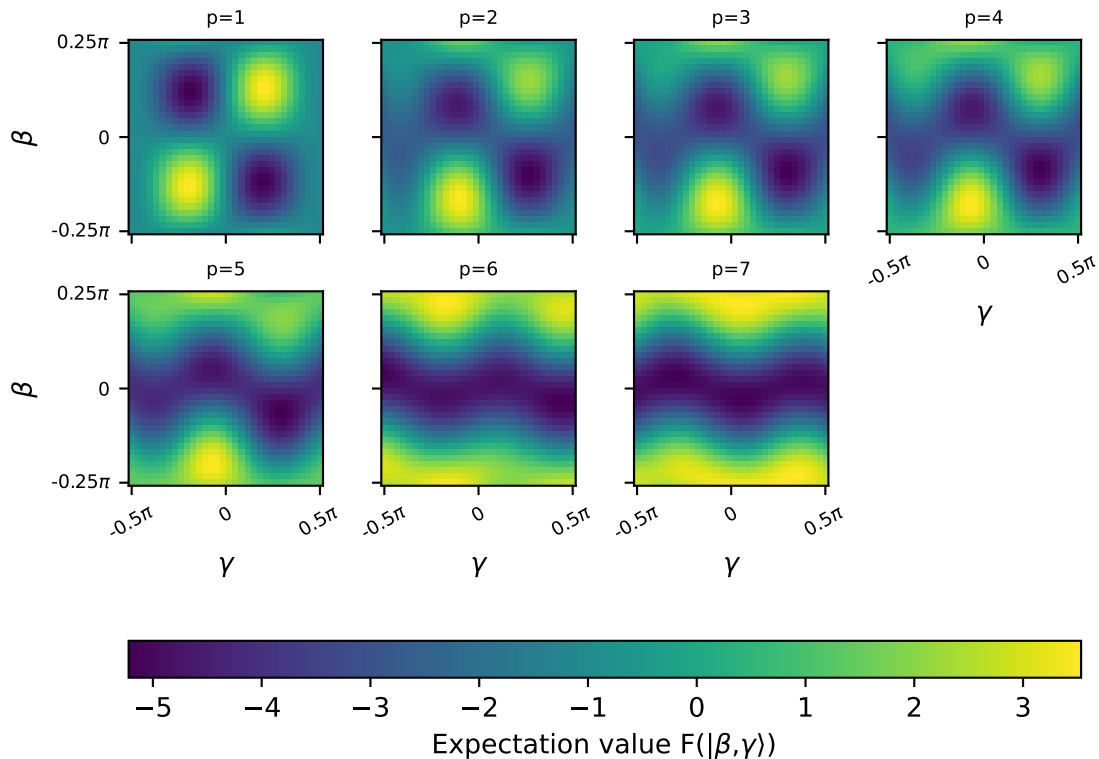 p=1 p=2 p=3 p=4
0.25π
β
0
-0.25π
-0.5π 0 0.5π
γ
p=5 p=6 p=7
0.25π
β
0
-0.25π
-0.5π 0 0.5π -0.5π 0 0.5π -0.5π 0 0.5π
γ γ γ
−5 −4 −3 −2 −1 0 1 2 3
Expectation value F(|β,γ⟩)